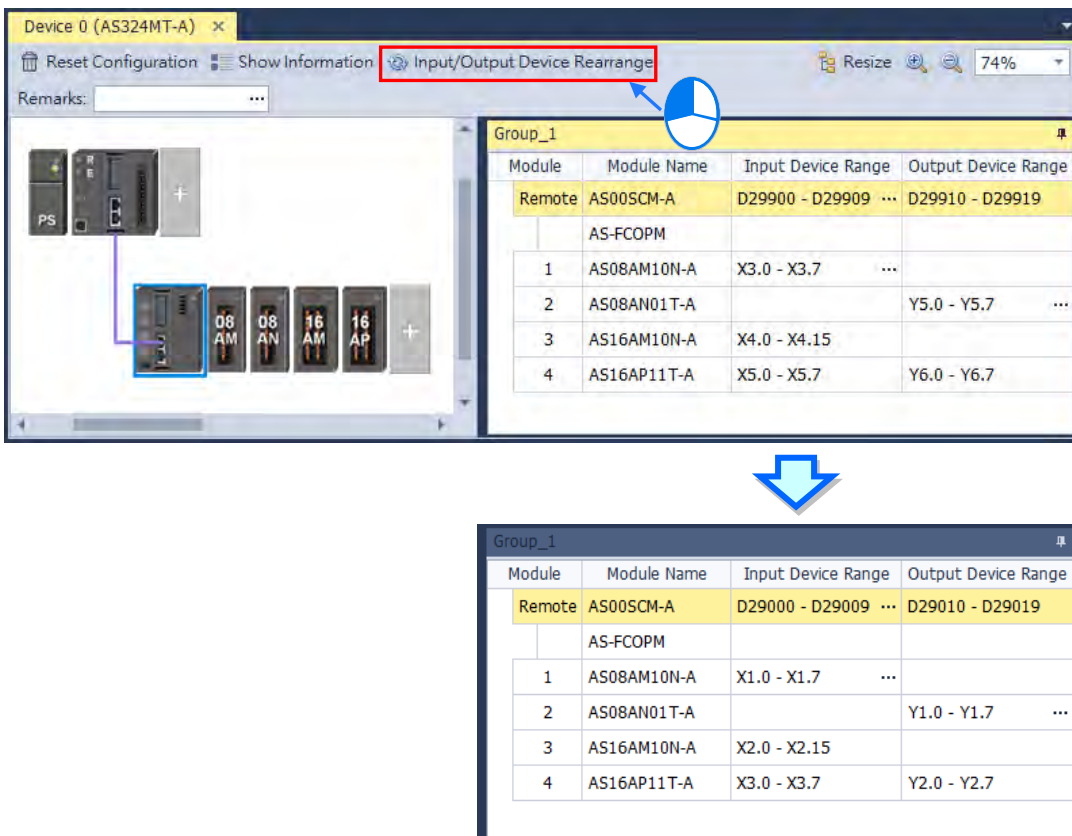 Device 0 (AS324MT-A) ×
Reset Configuration Show Information Input/Output Device Rearrange Resize 74%
Remarks: ...
R
E
PS
+
08 AM 08 AN 16 AM 16 AP +
Group_1
Module Module Name Input Device Range Output Device Range
Remote AS00SCM-A D29900 - D29909 ... D29910 - D29919
AS-FCOPM
1 AS08AM10N-A X3.0 - X3.7 ...
2 AS08AN01T-A Y5.0 - Y5.7 ...
3 AS16AM10N-A X4.0 - X4.15
4 AS16AP11T-A X5.0 - X5.7 Y6.0 - Y6.7
Group_1
Module Module Name Input Device Range Output Device Range
Remote AS00SCM-A D29000 - D29009 ... D29010 - D29019
AS-FCOPM
1 AS08AM10N-A X1.0 - X1.7 ...
2 AS08AN01T-A Y1.0 - Y1.7 ...
3 AS16AM10N-A X2.0 - X2.15
4 AS16AP11T-A X3.0 - X3.7 Y2.0 - Y2.7